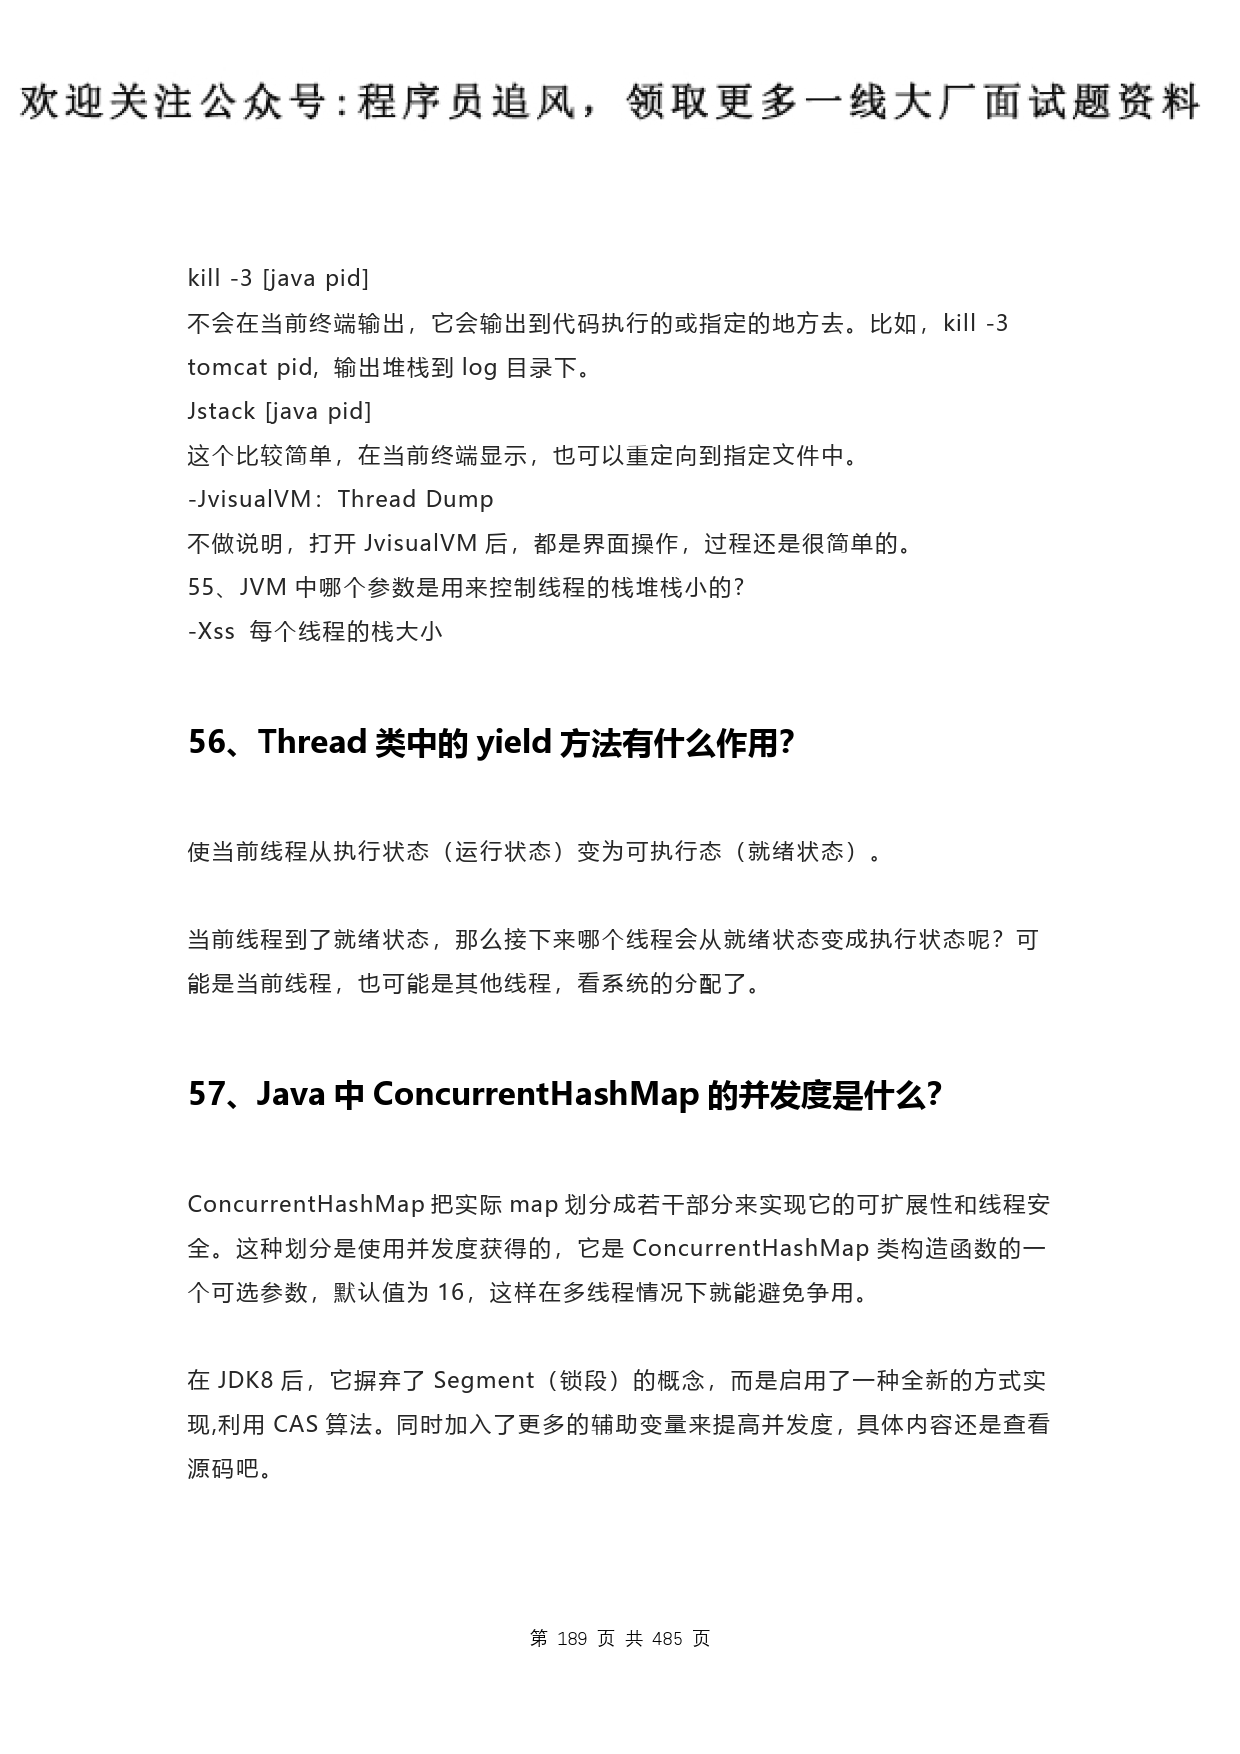 欢迎关注公众号:程序员追风，领取更多一线大厂面试题资料
kill -3 [java pid]
不会在当前终端输出，它会输出到代码执行的或指定的地方去。比如，kill -3
tomcat pid, 输出堆栈到 log 目录下。
Jstack [java pid]
这个比较简单，在当前终端显示，也可以重定向到指定文件中。
-JvisualVM：Thread Dump
不做说明，打开 JvisualVM 后，都是界面操作，过程还是很简单的。
55、JVM 中哪个参数是用来控制线程的栈堆栈小的?
-Xss 每个线程的栈大小
56、Thread 类中的 yield 方法有什么作用？
使当前线程从执行状态（运行状态）变为可执行态（就绪状态）。
当前线程到了就绪状态，那么接下来哪个线程会从就绪状态变成执行状态呢？可
能是当前线程，也可能是其他线程，看系统的分配了。
57、Java 中 ConcurrentHashMap 的并发度是什么？
ConcurrentHashMap 把实际 map 划分成若干部分来实现它的可扩展性和线程安
全。这种划分是使用并发度获得的，它是 ConcurrentHashMap 类构造函数的一
个可选参数，默认值为 16，这样在多线程情况下就能避免争用。
在 JDK8 后，它摒弃了 Segment（锁段）的概念，而是启用了一种全新的方式实
现,利用 CAS 算法。同时加入了更多的辅助变量来提高并发度，具体内容还是查看
源码吧。
第 189 页 共 485 页